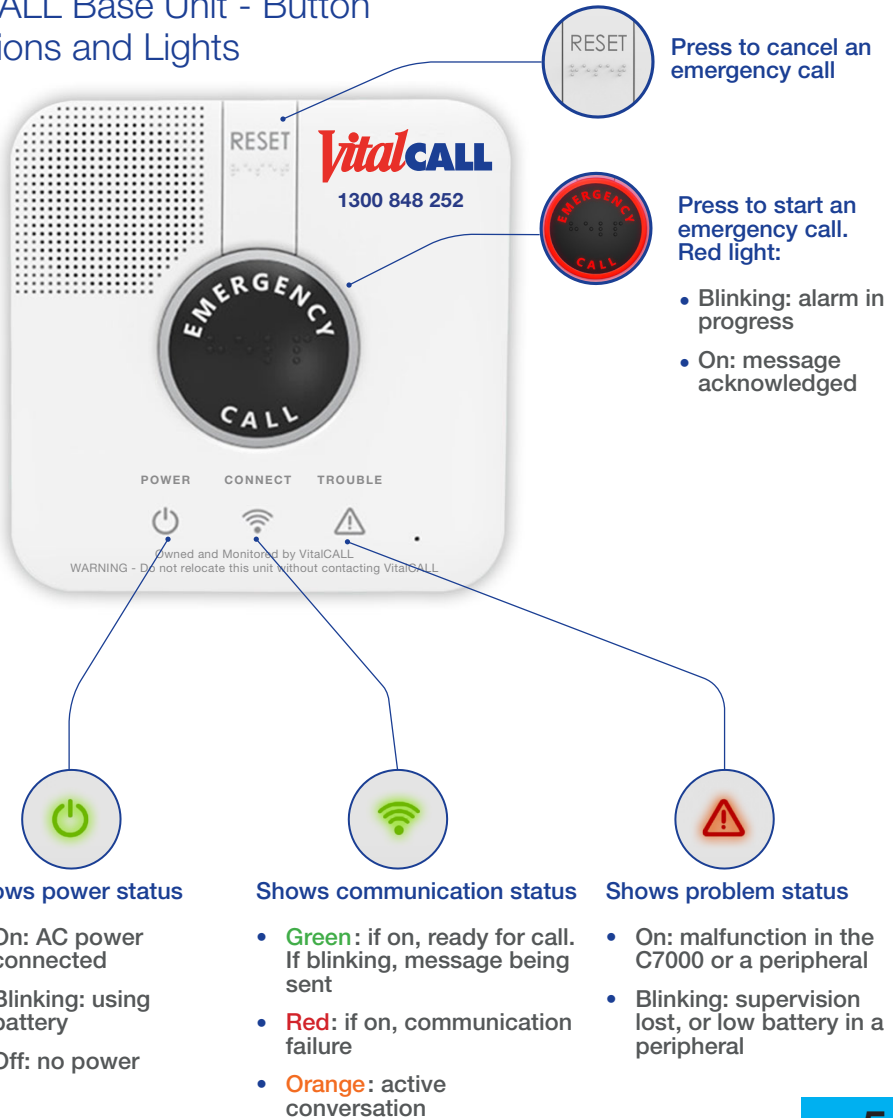 ALL Base Unit - Button
ions and Lights
RESET
Press to cancel an
emergency call
RESET
VitalCALL
1300 848 252
EMERGENCY
CALL
Press to start an
emergency call.
Red light:
• Blinking: alarm in
progress
• On: message
acknowledged
EMERGENCY
CALL
POWER CONNECT TROUBLE
Owned and Monitored by VitalCALL
WARNING - Do not relocate this unit without contacting VitalCALL
ows power status
On: AC power
connected
Blinking: using
battery
Off: no power
Shows communication status
• Green: if on, ready for call.
If blinking, message being
sent
• Red: if on, communication
failure
• Orange: active
conversation
Shows problem status
• On: malfunction in the
C7000 or a peripheral
• Blinking: supervision
lost, or low battery in a
peripheral